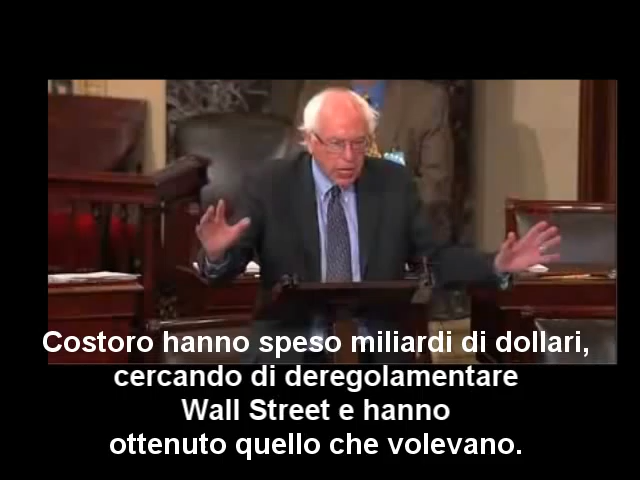 Costoro hanno speso miliardi di dollari,
cercando di deregolamentare
Wall Street e hanno
ottenuto quello che volevano.